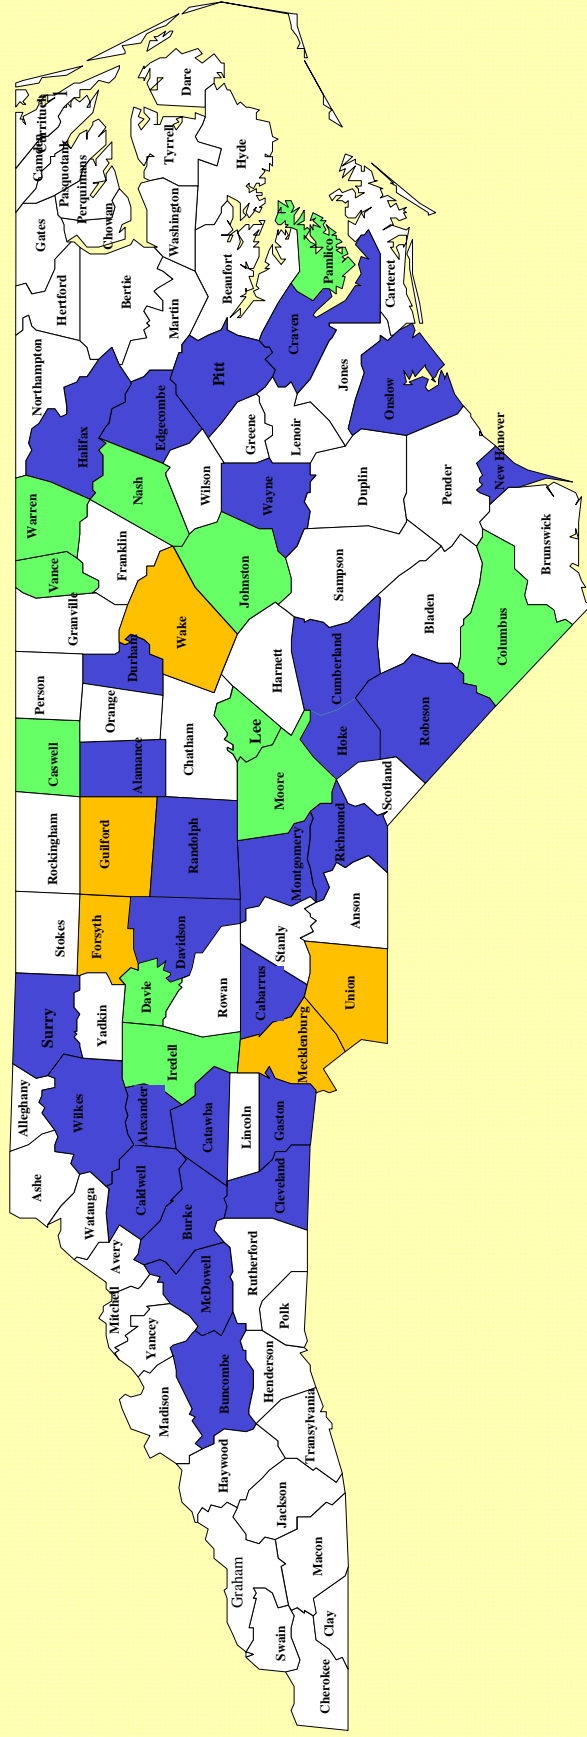 Dare
Currituck
Camden
Pasquotank
Perquimans
Chowan
Gates
Tyrrell
Hyde
Washington
Hertford
Bertie
Martin
Beaufort
Pamlico
Carteret
Northampton
Halifax
Edgecombe
Pitt
Craven
Jones
Onslow
Greene
Lenoir
Warren
Nash
Wilson
Wayne
Duplin
Pender
New Hanover
Vance
Franklin
Johnston
Sampson
Brunswick
Granville
Wake
Bladen
Columbus
Durham
Harnett
Cumberland
Person
Orange
Chatham
Lee
Hoke
Robeson
Caswell
Alamance
Moore
Scotland
Rockingham
Guilford
Randolph
Montgomery
Richmond
Stokes
Forsyth
Davidson
Stanly
Anson
Surry
Yadkin
Davie
Rowan
Cabarrus
Union
Iredell
Mecklenburg
Alleghany
Wilkes
Alexander
Catawba
Lincoln
Gaston
Ashe
Watauga
Caldwell
Burke
Cleveland
Avery
Mitchell
McDowell
Rutherford
Polk
Yancey
Madison
Buncombe
Henderson
Transylvania
Haywood
Jackson
Graham
Macon
Swain
Clay
Cherokee